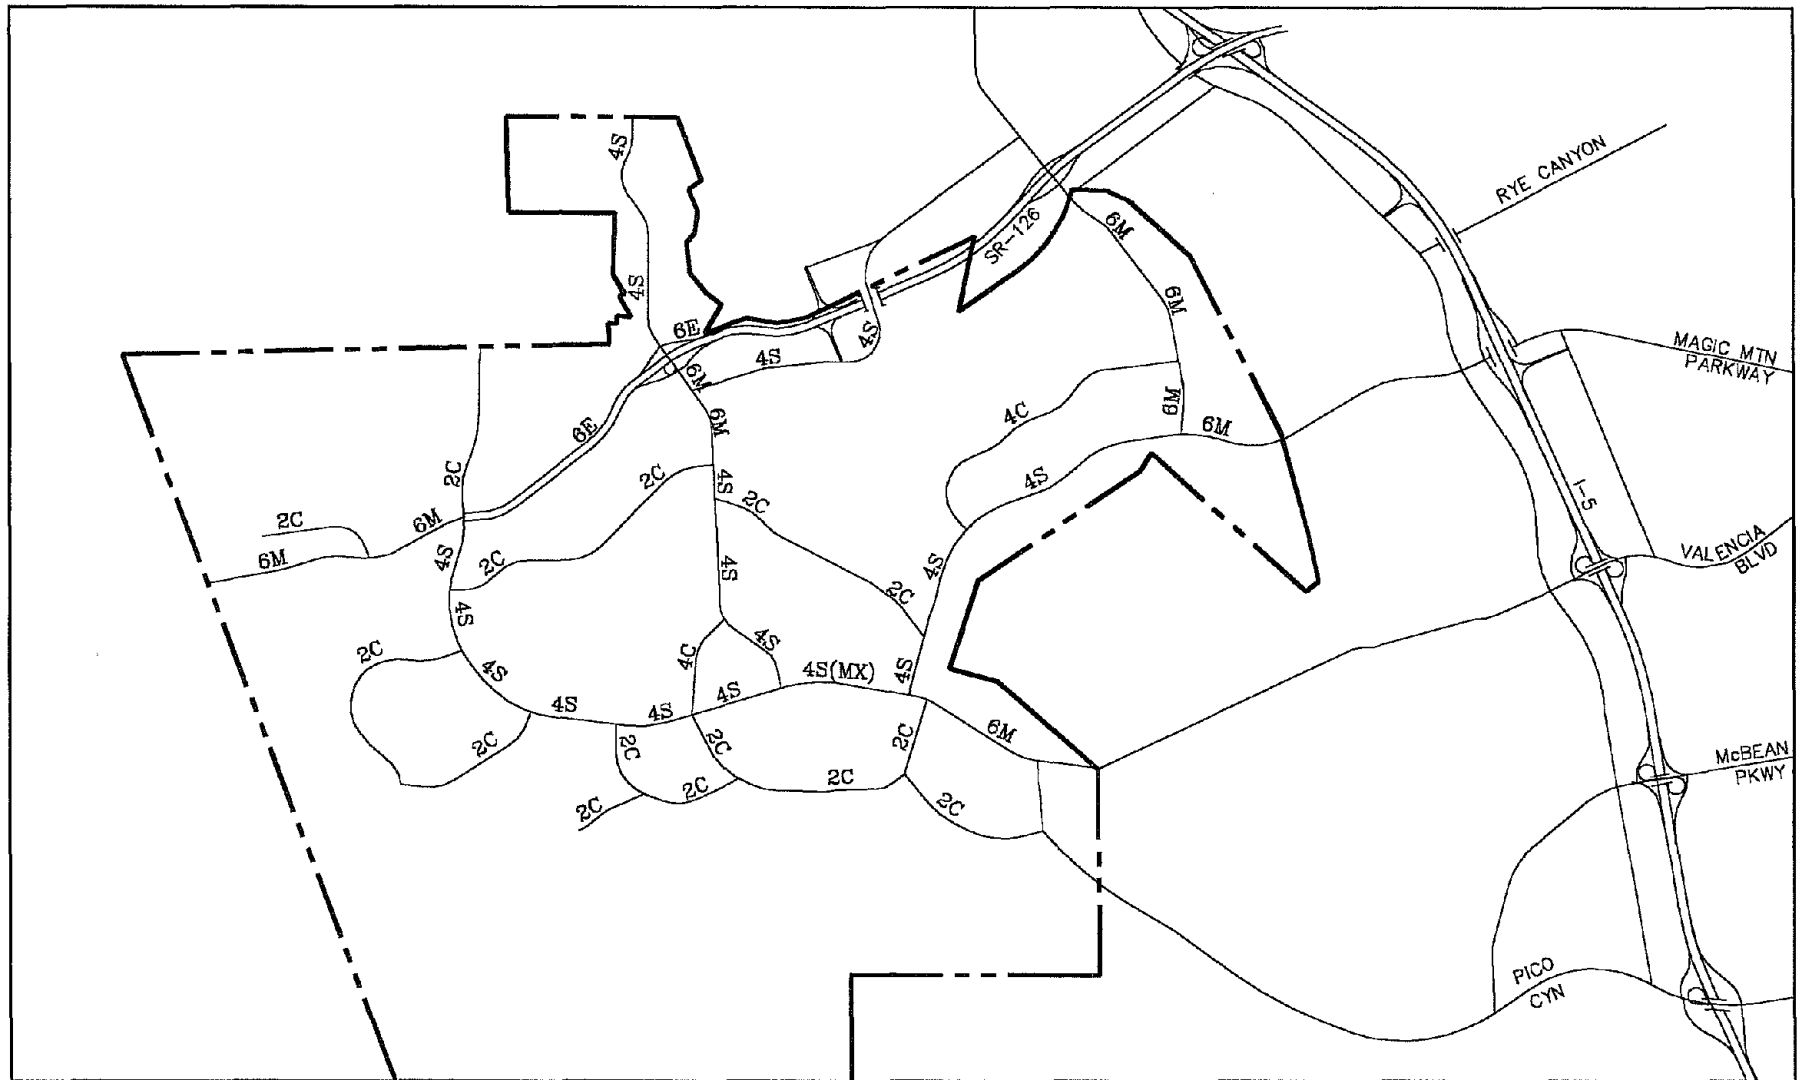 4S
RYE CANYON
6M
SR-126
4S
6M
6E
4S
4S
6M
MAGIC MTN
PARKWAY
6M
6M
4C
6M
6E
2C
2C
4S
4S
2C
I-5
2C
6M
6M
4S
2C
4S
4S
2C
VALENCIA
BLVD
4S
2C
4S
4C
4S
4S
4S(MX)
4S
4S
4S
4S
6M
2C
2C
2C
2C
McBEAN
PKWY
2C
2C
2C
2C
PICO
CYN